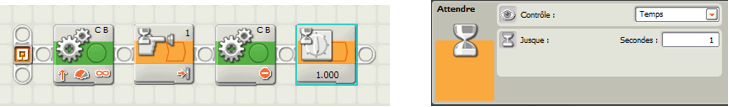 C B
1
C B
1.000
Attendre
Contrôle :
Temps
Jusque :
Secondes :
1